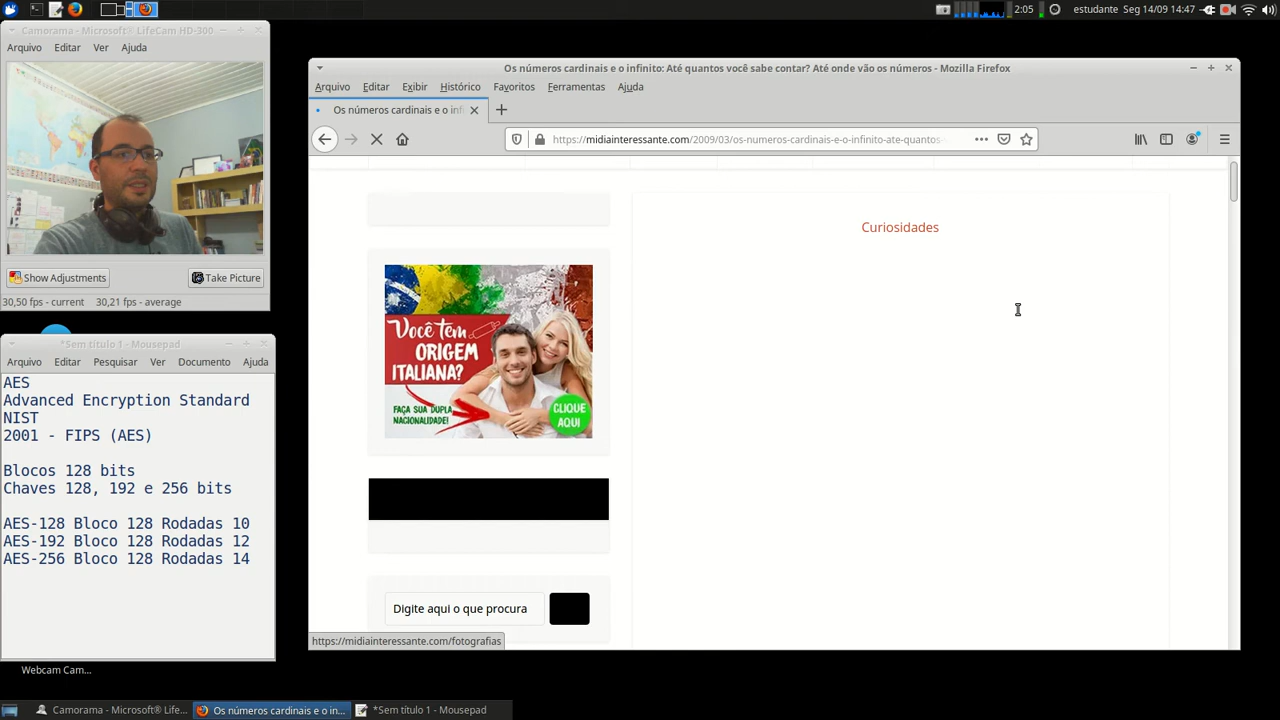 estudante Seg 14/09 14:47
2:05
Camorama - Microsoft® LifeCam HD-300
Arquivo Editar Ver Ajuda
Show Adjustments
Take Picture
30,50 fps - current 30,21 fps - average
*Sem título 1 - Mousepad
Arquivo Editar Pesquisar Ver Documento Ajuda
AES
Advanced Encryption Standard
NIST
2001 - FIPS (AES)
Blocos 128 bits
Chaves 128, 192 e 256 bits
AES-128 Bloco 128 Rodadas 10
AES-192 Bloco 128 Rodadas 12
AES-256 Bloco 128 Rodadas 14
Webcam Cam...
Os números cardinais e o infinito: Até quantos você sabe contar? Até onde vão os números - Mozilla Firefox
Arquivo Editar Exibir Histórico Favoritos Ferramentas Ajuda
Os números cardinais e o infi
https://midiainteressante.com/2009/03/os-numeros-cardinais-e-o-infinito-ate-quantos-
Curiosidades
Você tem
ORIGEM
ITALIANA?
FAÇA SUA DUPLA
NACIONALIDADE!
CLIQUE
AQUI
Digite aqui o que procura
https://midiainteressante.com/fotografias
Camorama - Microsoft® Life...
Os números cardinais e o in...
*Sem título 1 - Mousepad